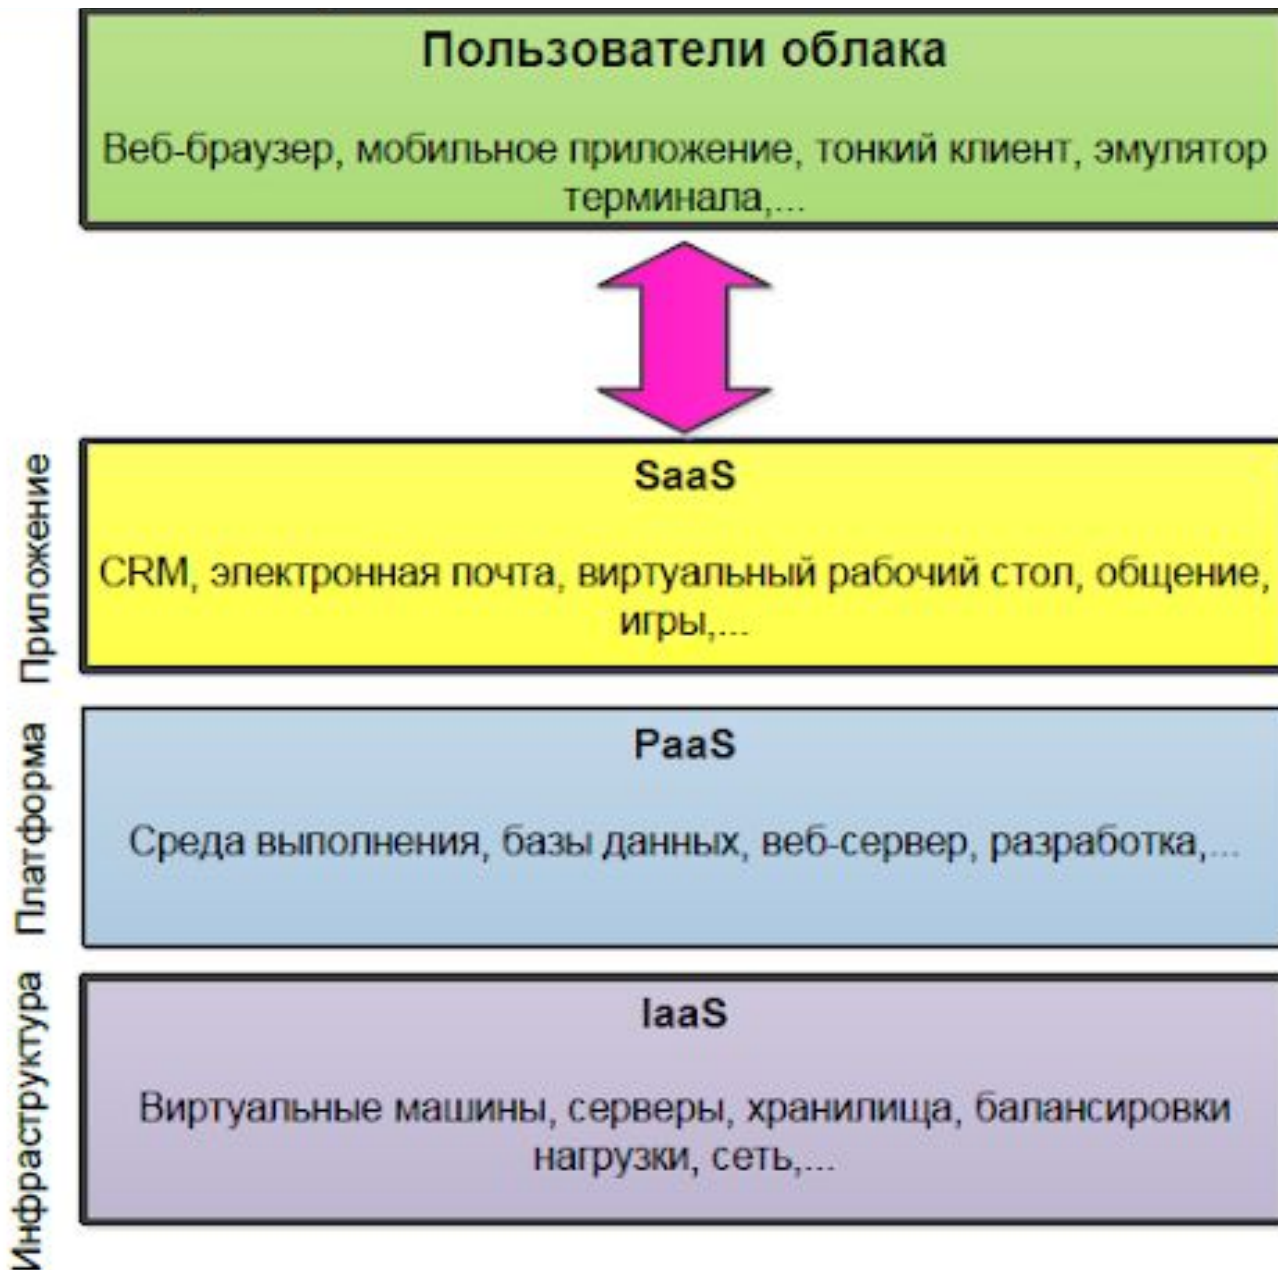 Пользователи облака
Веб-браузер, мобильное приложение, тонкий клиент, эмулятор
терминала,...
Приложение
SaaS
CRM, электронная почта, виртуальный рабочий стол, общение,
игры,...
Платформа
PaaS
Среда выполнения, базы данных, веб-сервер, разработка,...
Инфраструктура
IaaS
Виртуальные машины, серверы, хранилища, балансировки
нагрузки, сеть,...